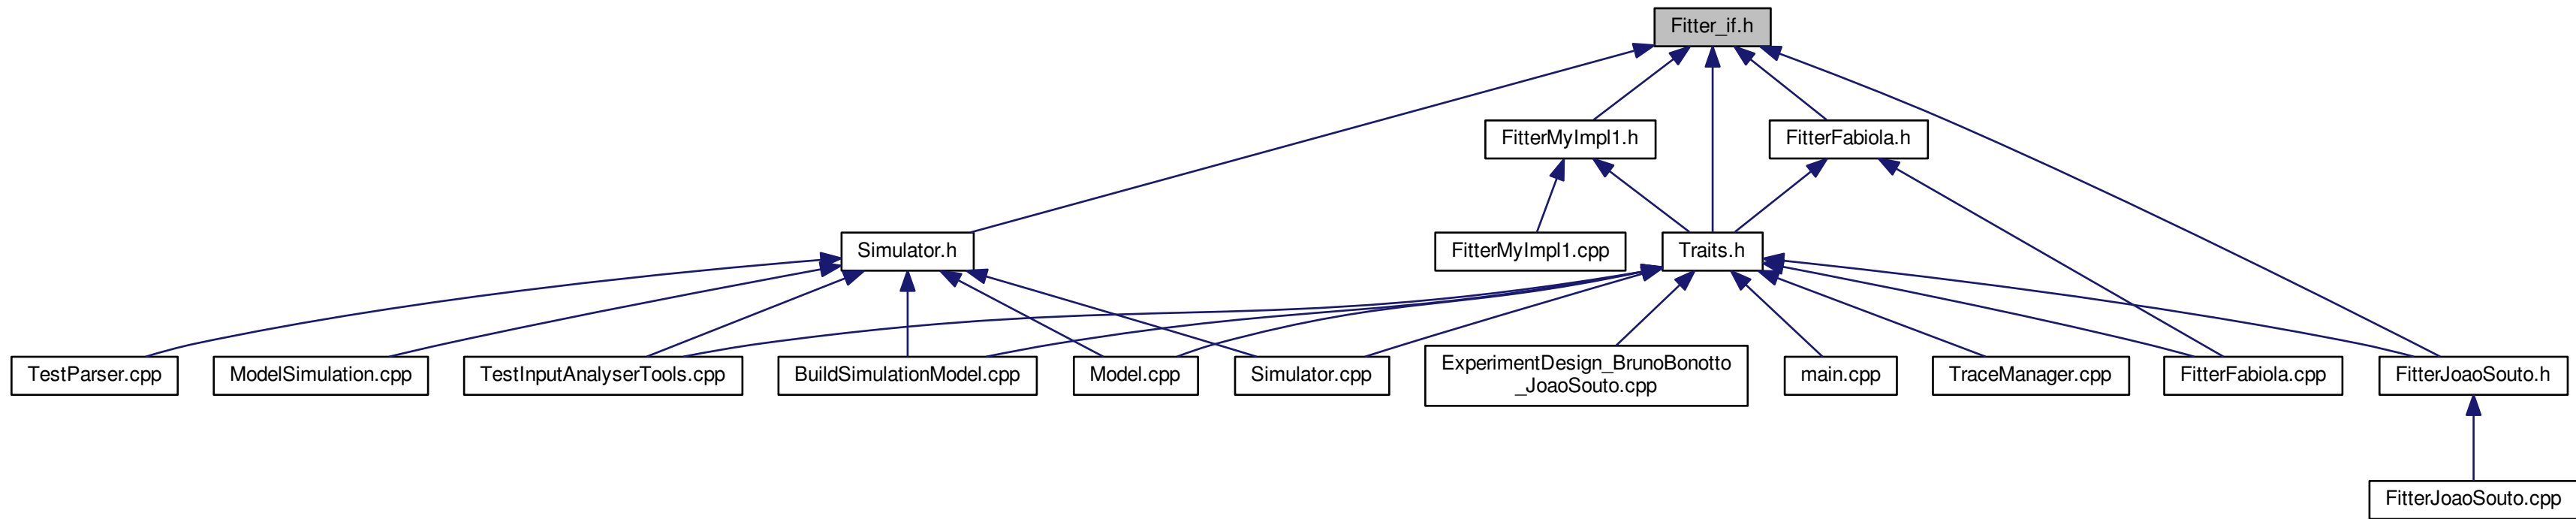 Fitter_if.h
FitterMyImpl1.h
FitterFabiola.h
Simulator.h
FitterMyImpl1.cpp
Traits.h
TestParser.cpp
ModelSimulation.cpp
TestInputAnalyserTools.cpp
BuildSimulationModel.cpp
Model.cpp
Simulator.cpp
ExperimentDesign_BrunoBonotto
_JoaoSouto.cpp
main.cpp
TraceManager.cpp
FitterFabiola.cpp
FitterJoaoSouto.h
FitterJoaoSouto.cpp